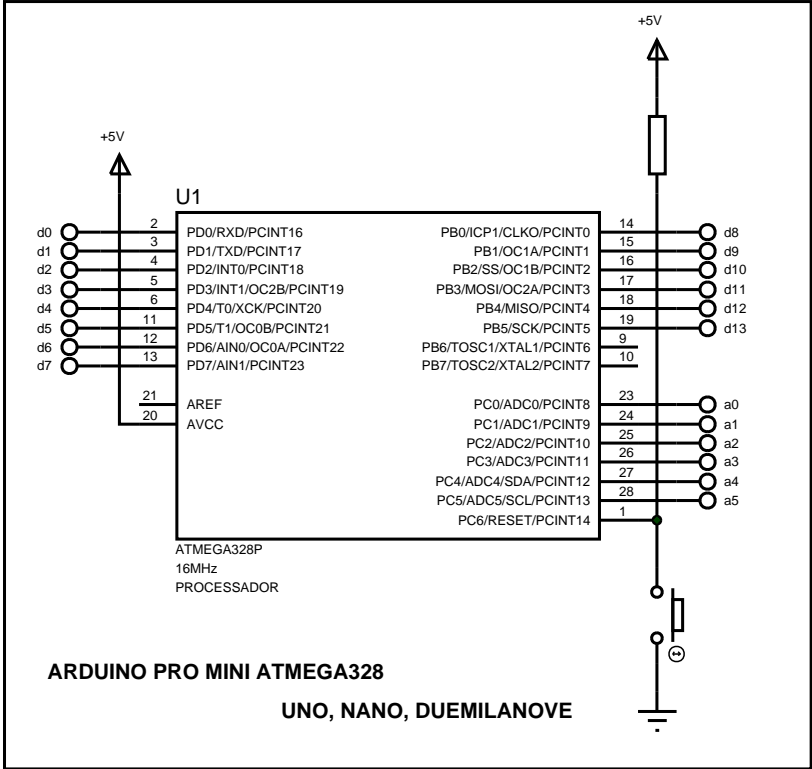 +5V
+5V
U1
d0 2 PD0/RXD/PCINT16 PB0/ICP1/CLKO/PCINT0 14 d8
d1 3 PD1/TXD/PCINT17 PB1/OC1A/PCINT1 15 d9
d2 4 PD2/INT0/PCINT18 PB2/SS/OC1B/PCINT2 16 d10
d3 5 PD3/INT1/OC2B/PCINT19 PB3/MOSI/OC2A/PCINT3 17 d11
d4 6 PD4/T0/XCK/PCINT20 PB4/MISO/PCINT4 18 d12
d5 11 PD5/T1/OC0B/PCINT21 PB5/SCK/PCINT5 19 d13
d6 12 PD6/AIN0/OC0A/PCINT22 PB6/TOSC1/XTAL1/PCINT6 9
d7 13 PD7/AIN1/PCINT23 PB7/TOSC2/XTAL2/PCINT7 10
21 AREF PC0/ADC0/PCINT8 23 a0
20 AVCC PC1/ADC1/PCINT9 24 a1
PC2/ADC2/PCINT10 25 a2
PC3/ADC3/PCINT11 26 a3
PC4/ADC4/SDA/PCINT12 27 a4
PC5/ADC5/SCL/PCINT13 28 a5
PC6/RESET/PCINT14 1
ATMEGA328P
16MHz
PROCESSADOR
ARDUINO PRO MINI ATMEGA328
UNO, NANO, DUEMILANOVE